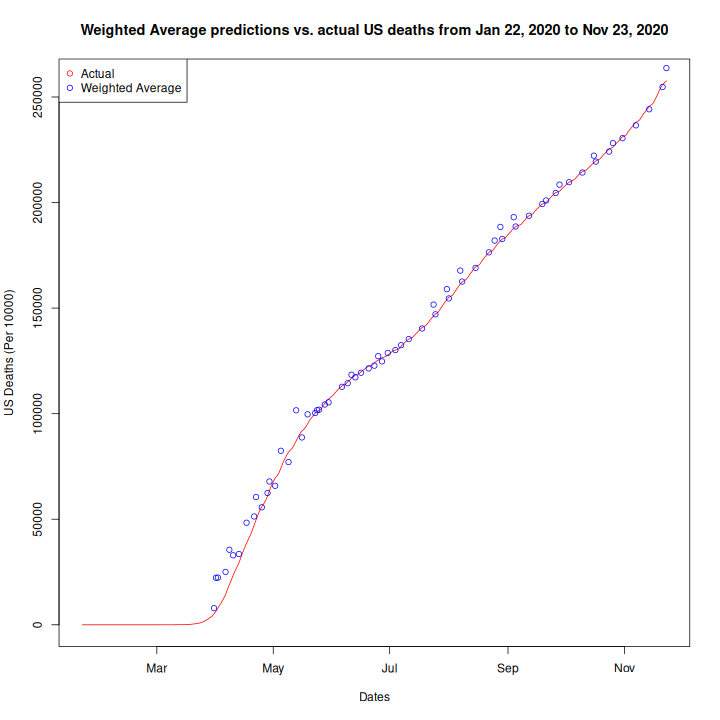 Weighted Average predictions vs. actual US deaths from Jan 22, 2020 to Nov 23, 2020
Actual
Weighted Average
US Deaths (Per 100000)
250000
200000
150000
100000
50000
0
Mar May Jul Sep Nov
Dates